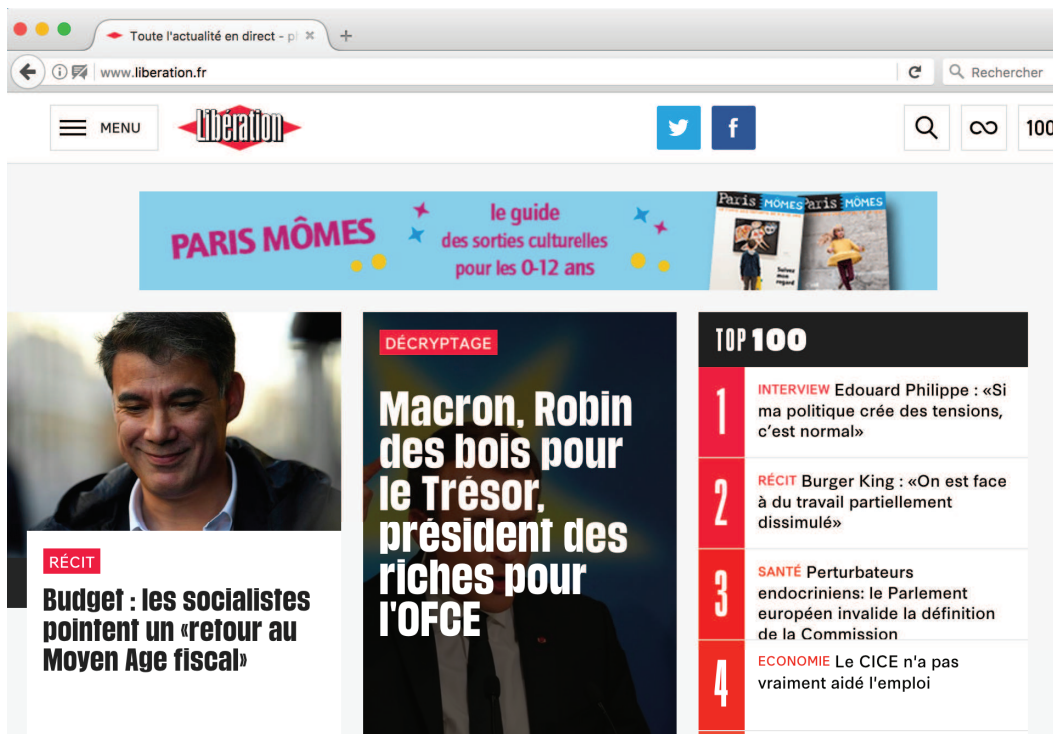 Toute l'actualité en direct - p
www.liberation.fr
Rechercher
MENU
Libération
f
100
PARIS MÔMES
le guide
des sorties culturelles
pour les 0-12 ans
Paris MÔMES
Paris MÔMES
Suivez
mon
regard
RÉCIT
Budget : les socialistes
pointent un «retour au
Moyen Age fiscal»
DÉCRYPTAGE
Macron, Robin
des bois pour
le Trésor,
président des
riches pour
l'OFCE
TOP 100
1
INTERVIEW Edouard Philippe : «Si
ma politique crée des tensions,
c'est normal»
2
RÉCIT Burger King : «On est face
à du travail partiellement
dissimulé»
3
SANTÉ Perturbateurs
endocriniens: le Parlement
européen invalide la définition
de la Commission
4
ECONOMIE Le CICE n'a pas
vraiment aidé l'emploi